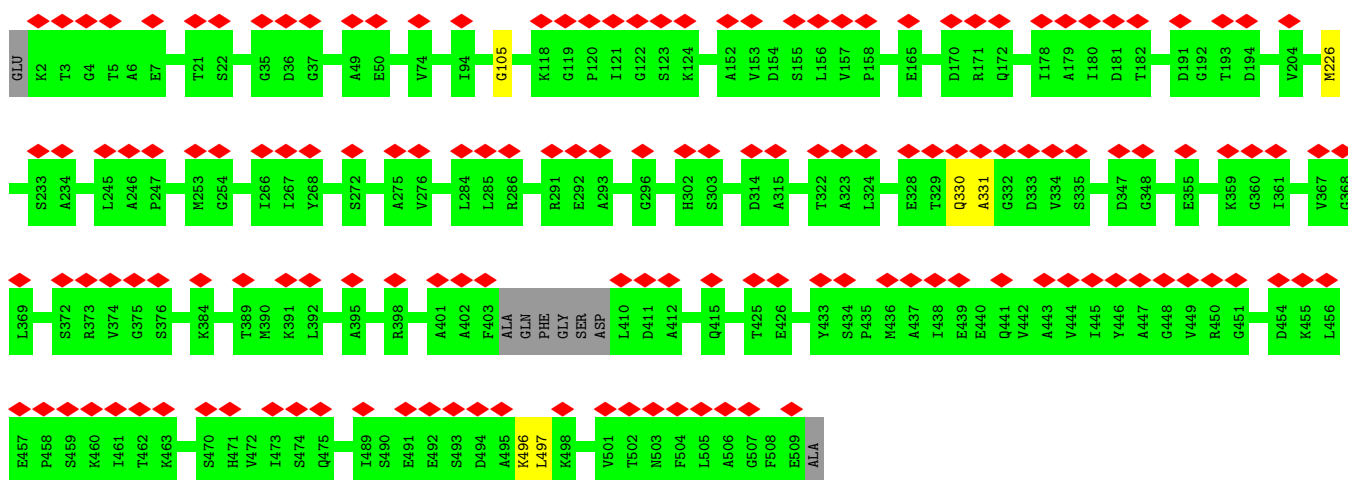 GLU K2 T3 G4 T5 A6 E7 T21 S22 G35 D36 G37 A49 E50 V74 I94 G105 K118 G119 P120 I121 G122 S123 K124 A152 V153 D154 S155 L156 V157 P158 E165 D170 R171 Q172 I178 A179 I180 D181 T182 D191 G192 T193 D194 V204 M226
S233 A234 L245 A246 P247 M253 G254 I266 I267 Y268 S272 A275 V276 L284 L285 R286 R291 E292 A293 G296 H302 S303 D314 A315 T322 A323 L324 E328 T329 Q330 A331 G332 D333 V334 S335 D347 G348 E355 K359 G360 I361 V367 G368
L369 S372 R373 V374 G375 S376 K384 T389 M390 K391 L392 A395 R398 A401 A402 F403 ALA GLN PHE GLY SER ASP L410 D411 A412 Q415 T425 E426 Y433 S434 P435 M436 A437 I438 E439 E440 Q441 V442 A443 V444 I445 Y446 A447 G448 V449 R450 G451 D454 K455 L456
E457 P458 S459 K460 I461 T462 K463 S470 H471 V472 I473 S474 Q475 I489 S490 E491 E492 S493 D494 A495 K496 L497 K498 V501 T502 N503 F504 L505 A506 G507 F508 E509 ALA